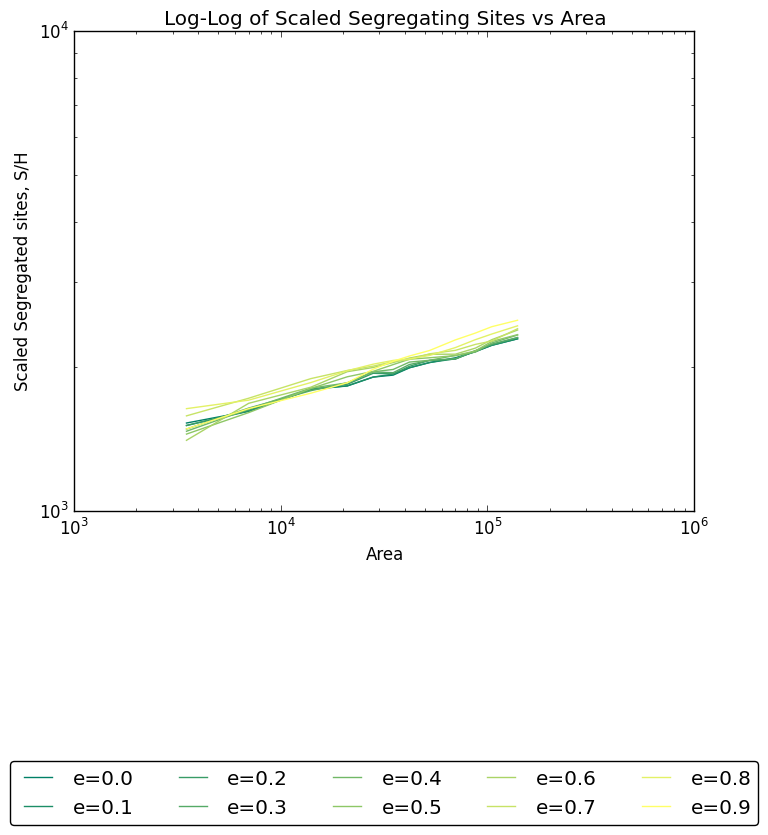 Log-Log of Scaled Segregating Sites vs Area
10^4
Scaled Segregated sites, S/H
10^3
10^3 10^4 10^5 10^6
Area
e=0.0 e=0.2 e=0.4 e=0.6 e=0.8
e=0.1 e=0.3 e=0.5 e=0.7 e=0.9